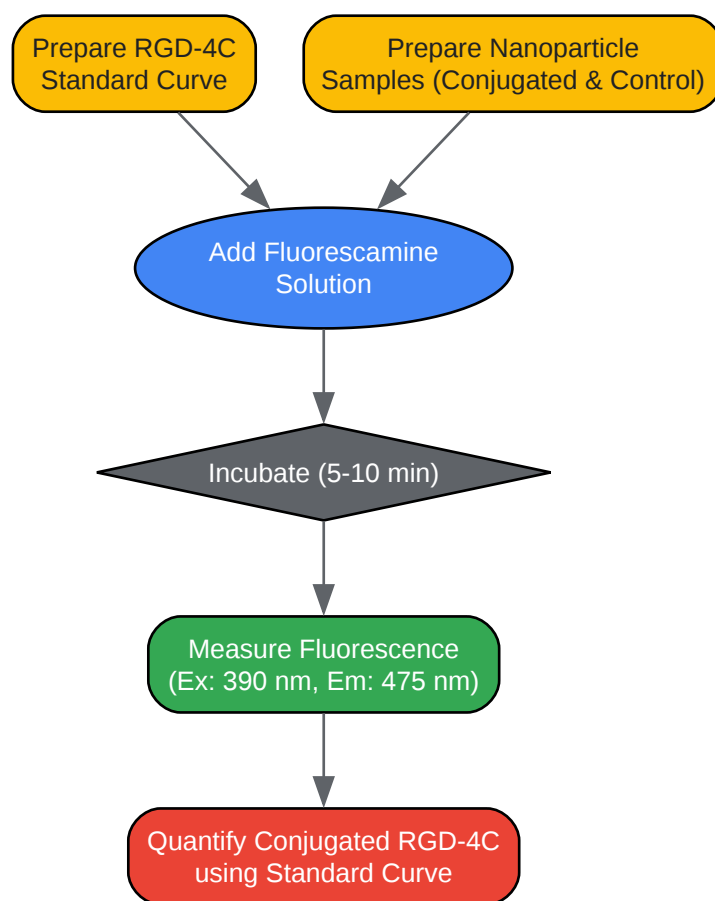 Prepare RGD-4C
Standard Curve
Prepare Nanoparticle
Samples (Conjugated & Control)
Add Fluorescamine
Solution
Incubate (5-10 min)
Measure Fluorescence
(Ex: 390 nm, Em: 475 nm)
Quantify Conjugated RGD-4C
using Standard Curve